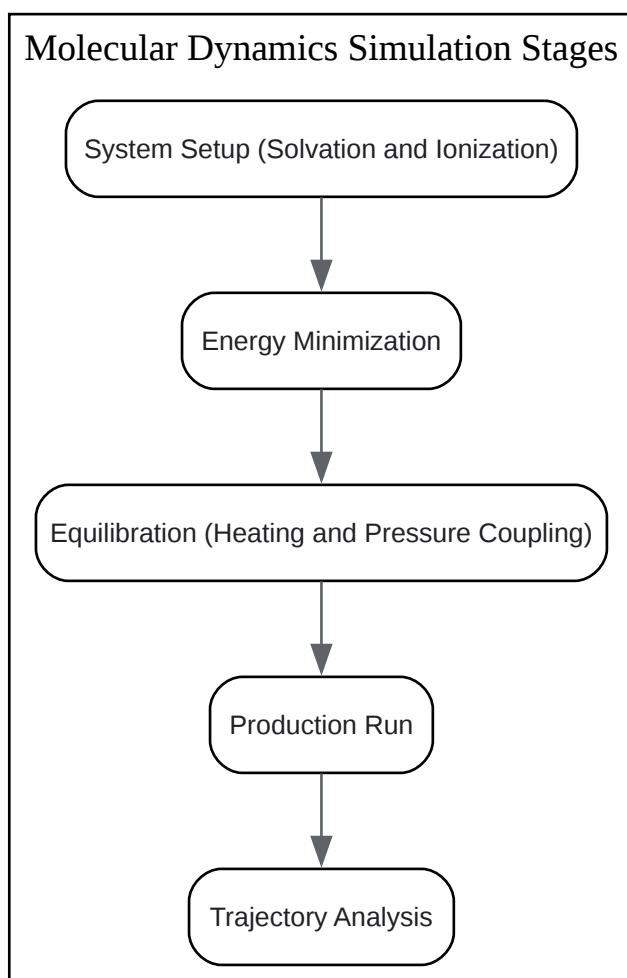 Molecular Dynamics Simulation Stages
System Setup (Solvation and Ionization)
Energy Minimization
Equilibration (Heating and Pressure Coupling)
Production Run
Trajectory Analysis